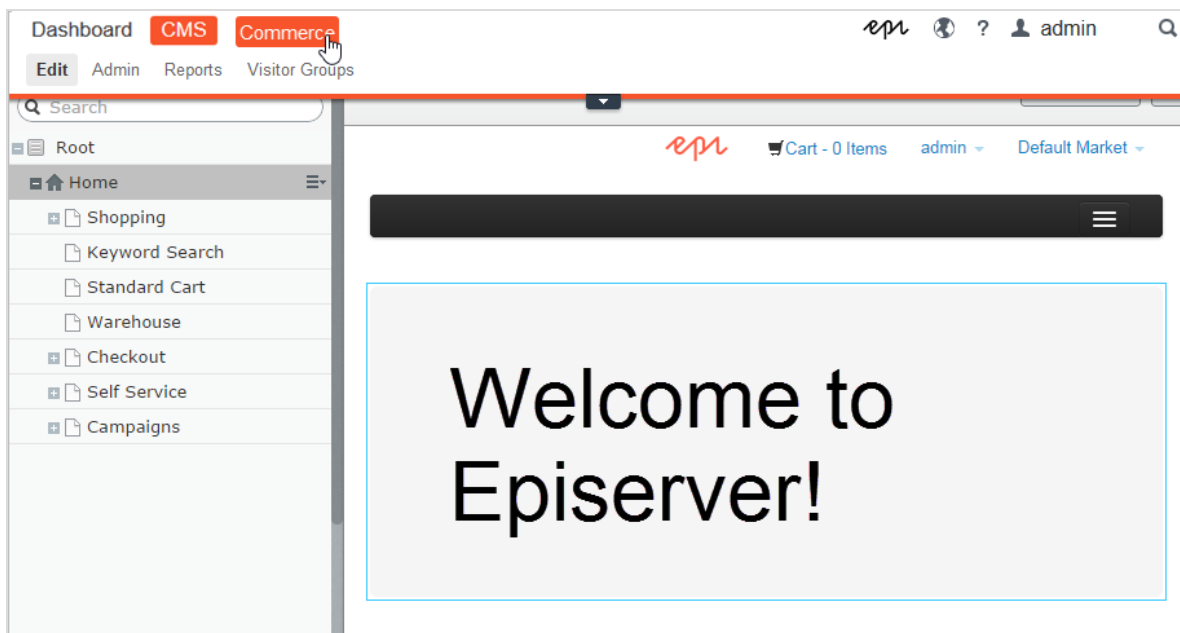 Dashboard CMS Commerce epi ? admin
Edit Admin Reports Visitor Groups
Search
Root
epi Cart - 0 Items admin Default Market
Home
Shopping
Keyword Search
Standard Cart
Warehouse
Checkout
Self Service
Campaigns
Welcome to
Episerver!